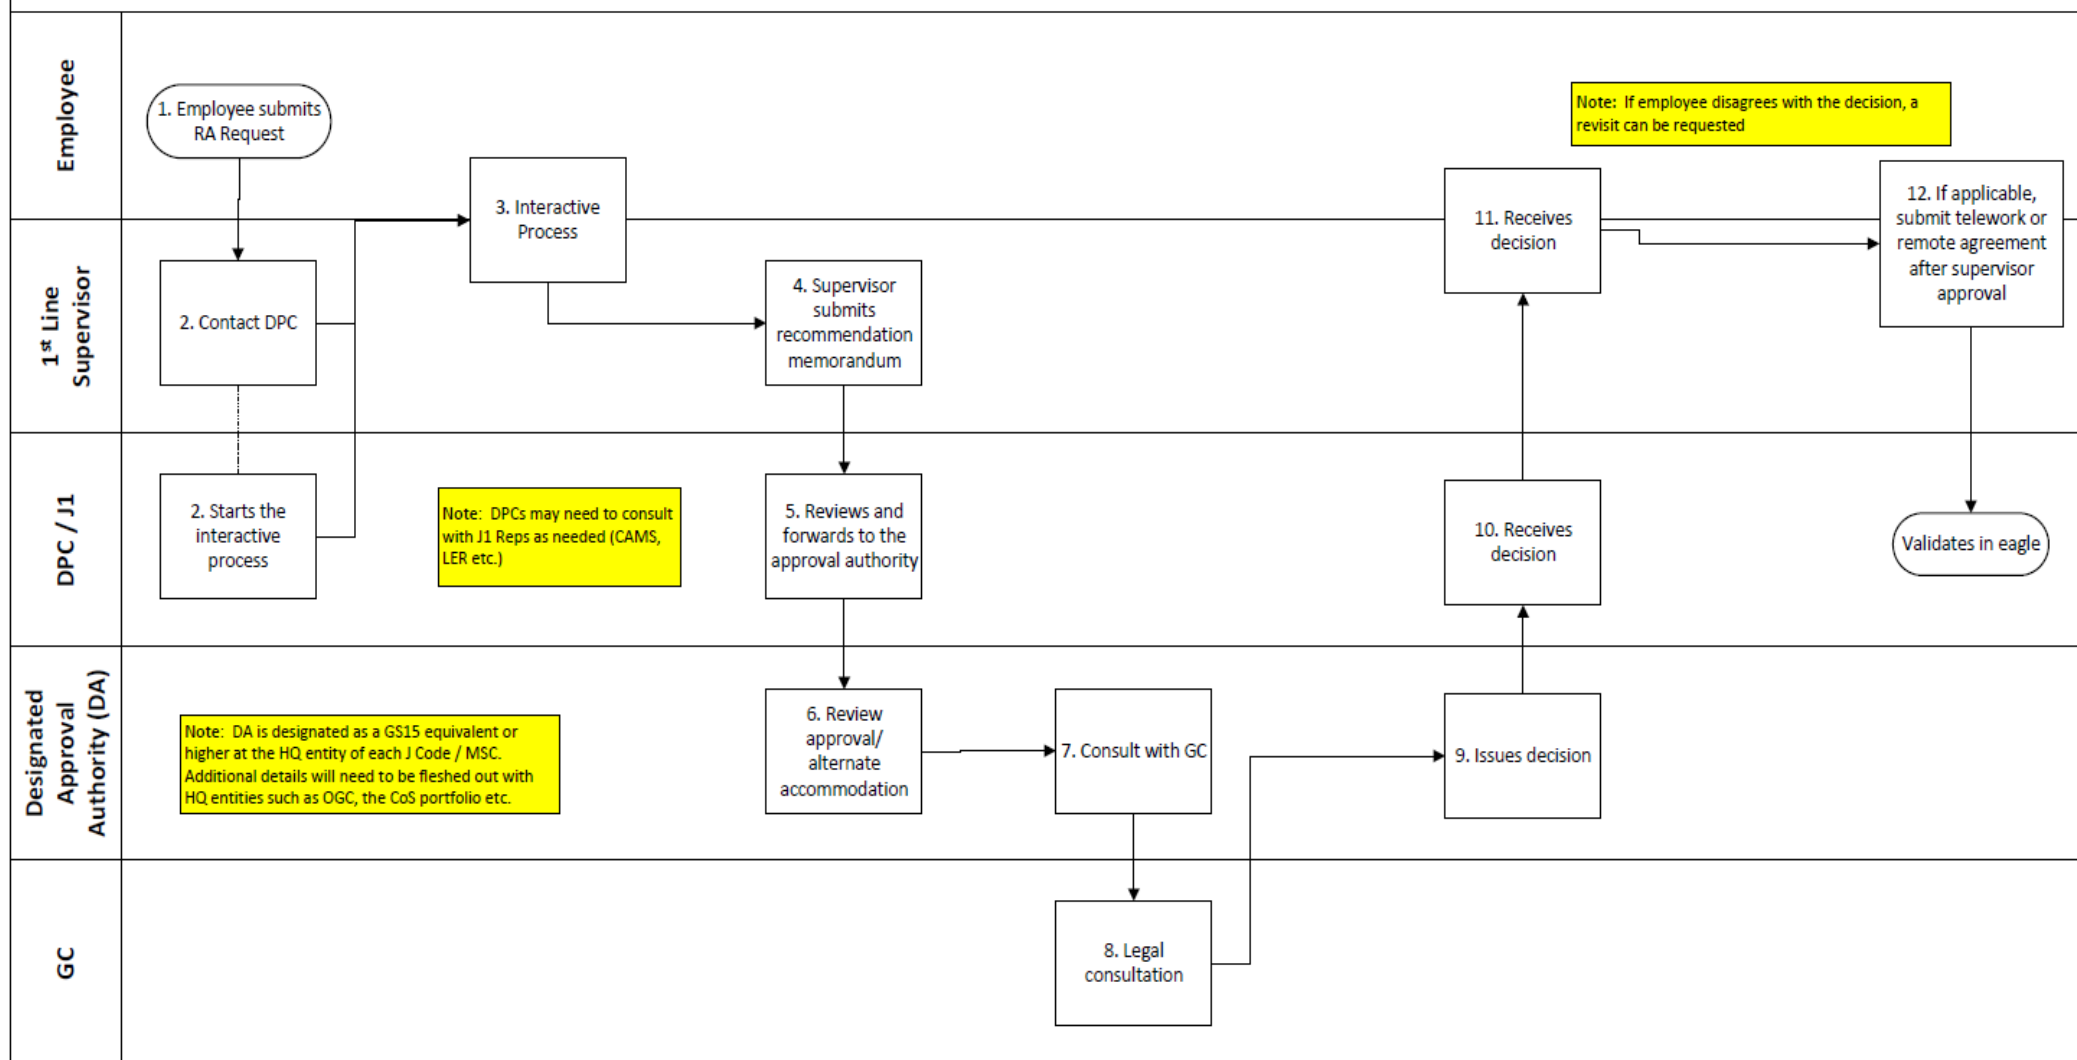 Employee
1. Employee submits
RA Request
3. Interactive
Process
Note: If employee disagrees with the decision, a
revisit can be requested
11. Receives
decision
12. If applicable,
submit telework or
remote agreement
after supervisor
approval
1st Line
Supervisor
2. Contact DPC
4. Supervisor
submits
recommendation
memorandum
DPC / J1
2. Starts the
interactive
process
Note: DPCs may need to consult
with J1 Reps as needed (CAMS,
LER etc.)
5. Reviews and
forwards to the
approval authority
10. Receives
decision
Validates in eagle
Designated
Approval
Authority (DA)
Note: DA is designated as a GS15 equivalent or
higher at the HQ entity of each J Code / MSC.
Additional details will need to be fleshed out with
HQ entities such as OGC, the CoS portfolio etc.
6. Review
approval/
alternate
accommodation
7. Consult with GC
9. Issues decision
GC
8. Legal
consultation